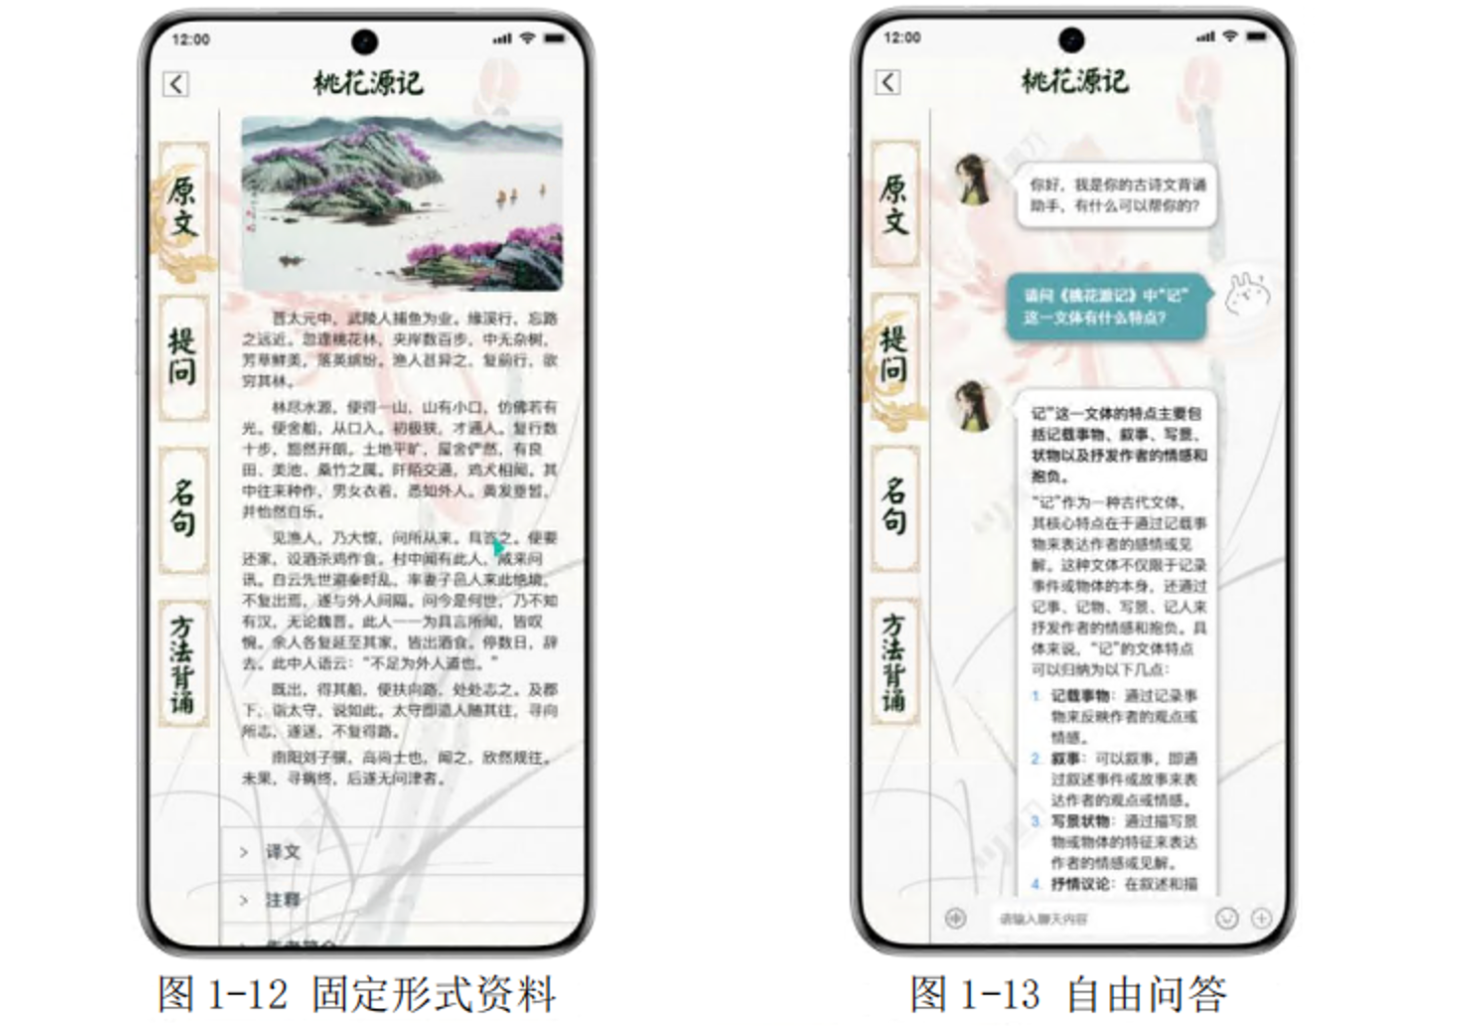 12:00
桃花源记
原文
提问
名句
方法背诵
晋太元中，武陵人捕鱼为业。缘溪行，忘路
之远近。忽逢桃花林，夹岸数百步，中无杂树，
芳草鲜美，落英缤纷。渔人甚异之。复前行，欲
穷其林。
林尽水源，便得一山，山有小口，仿佛若有
光。便舍船，从口入。初极狭，才通人。复行数
十步，豁然开朗。土地平旷，屋舍俨然，有良
田、美池、桑竹之属。阡陌交通，鸡犬相闻。其
中往来种作，男女衣着，悉如外人。黄发垂髫，
并怡然自乐。
见渔人，乃大惊，问所从来。具答之。便要
还家，设酒杀鸡作食。村中闻有此人，咸来问
讯。自云先世避秦时乱，率妻子邑人来此绝境，
不复出焉，遂与外人间隔。问今是何世，乃不知
有汉，无论魏晋。此人一一为具言所闻，皆叹
惋。余人各复延至其家，皆出酒食。停数日，辞
去。此中人语云：“不足为外人道也。”
既出，得其船，便扶向路，处处志之。及郡
下，诣太守，说如此。太守即遣人随其往，寻向
所志，遂迷，不复得路。
南阳刘子骥，高尚士也，闻之，欣然规往。
未果，寻病终，后遂无问津者。
译文
注释
作者简介
图 1-12 固定形式资料
12:00
桃花源记
原文
提问
名句
方法背诵
你好，我是你的古诗文背诵
助手，有什么可以帮你的？
请问《桃花源记》中“记”
这一文体有什么特点？
记”这一文体的特点主要包
括记载事物、叙事、写景、
状物以及抒发作者的情感和
抱负。
“记”作为一种古代文体，
其核心特点在于通过记载事
物来表达作者的感情或见
解。这种文体不仅限于记录
事件或物体的本身，还通过
记事、记物、写景、记人来
抒发作者的情感和抱负。具
体来说，“记”的文体特点
可以归纳为以下几点：
1. 记载事物：通过记录事
物来反映作者的观点或
情感。
2. 叙事：可以叙事，即通
过叙述事件或故事来表
达作者的观点或情感。
3. 写景状物：通过描写景
物或物体的特征来表达
作者的情感或见解。
4. 抒情议论：在叙述和描
请输入聊天内容
图 1-13 自由问答